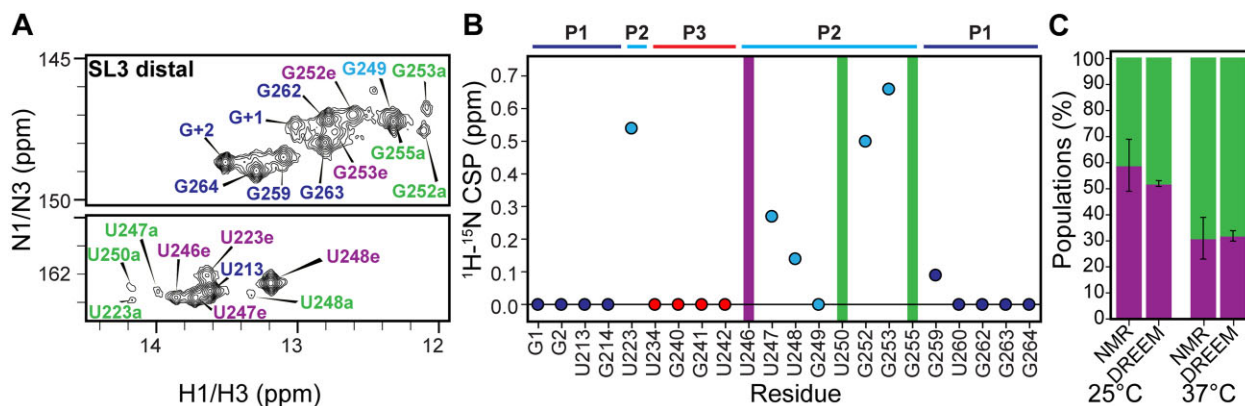 A
SL3 distal
145
150
162
N1/N3 (ppm)
G252e
G249
G253a
G262
G+1
G+2
G255a
G253e
G252a
G264
G259
G263
U247a
U250a
U246e
U223e
U213
U248e
U223a
U247e
U248a
14
13
12
H1/H3 (ppm)
B
P1
P2
P3
P2
P1
0.7
0.6
0.5
0.4
0.3
0.2
0.1
0.0
¹H-¹⁵N CSP (ppm)
G1
G2
U213
G214
U223
U234
G240
G241
U242
U246
U247
U248
G249
U250
G252
G253
G255
G259
U260
G262
G263
G264
Residue
C
100
90
80
70
60
50
40
30
20
10
0
Populations (%)
NMR
DREEM
NMR
DREEM
25°C
37°C